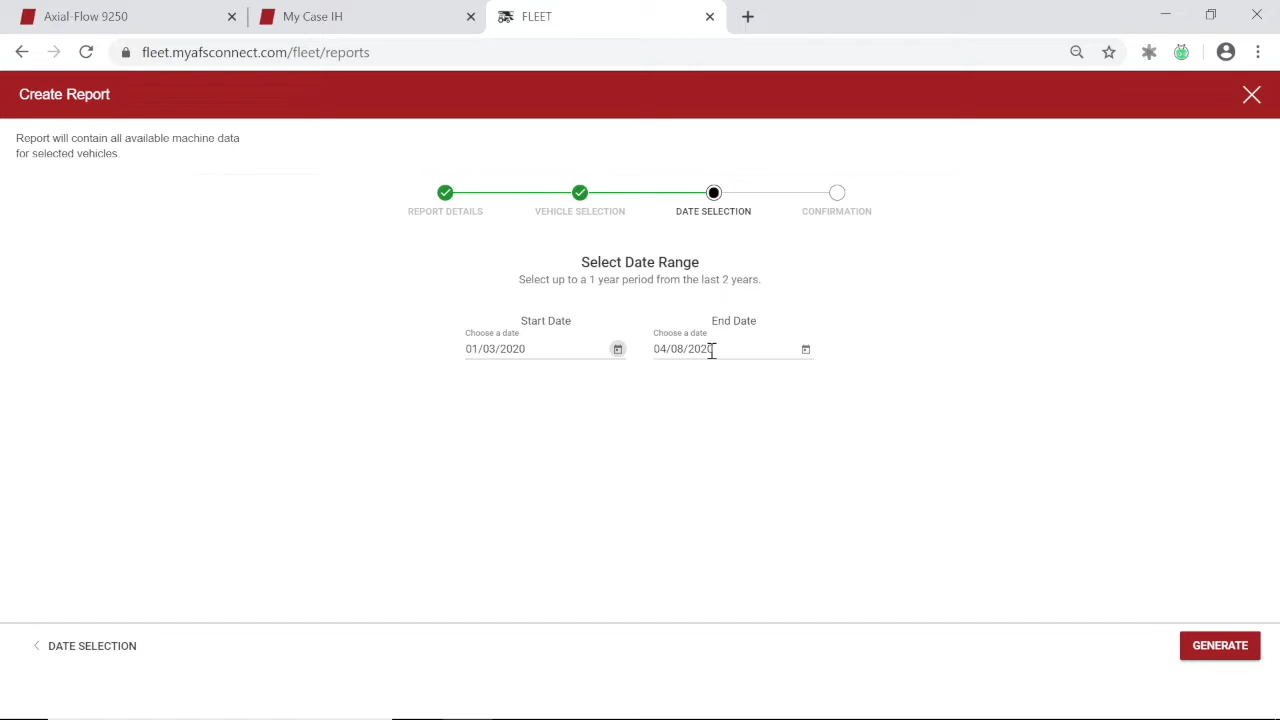 Axial-Flow 9250
My Case IH
FLEET
fleet.myafsconnect.com/fleet/reports
Create Report
Report will contain all available machine data
for selected vehicles.
REPORT DETAILS
VEHICLE SELECTION
DATE SELECTION
CONFIRMATION
Select Date Range
Select up to a 1 year period from the last 2 years.
Start Date
End Date
Choose a date
Choose a date
01/03/2020
04/08/2020
DATE SELECTION
GENERATE